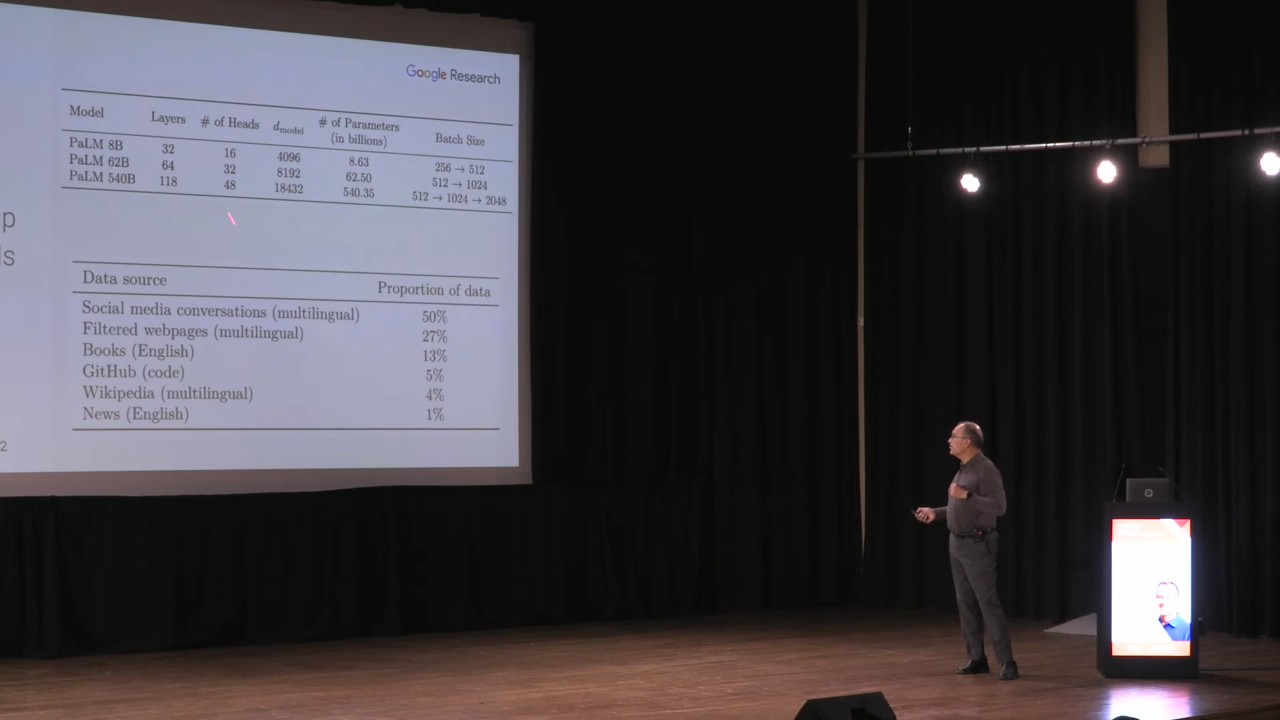 Google Research
Model Layers # of Heads d_model # of Parameters (in billions) Batch Size
PaLM 8B 32 16 4096 8.63 256 → 512
PaLM 62B 64 32 8192 62.50 512 → 1024
PaLM 540B 118 48 18432 540.35 512 → 1024 → 2048
p
ls
Data source Proportion of data
Social media conversations (multilingual) 50%
Filtered webpages (multilingual) 27%
Books (English) 13%
GitHub (code) 5%
Wikipedia (multilingual) 4%
News (English) 1%
2